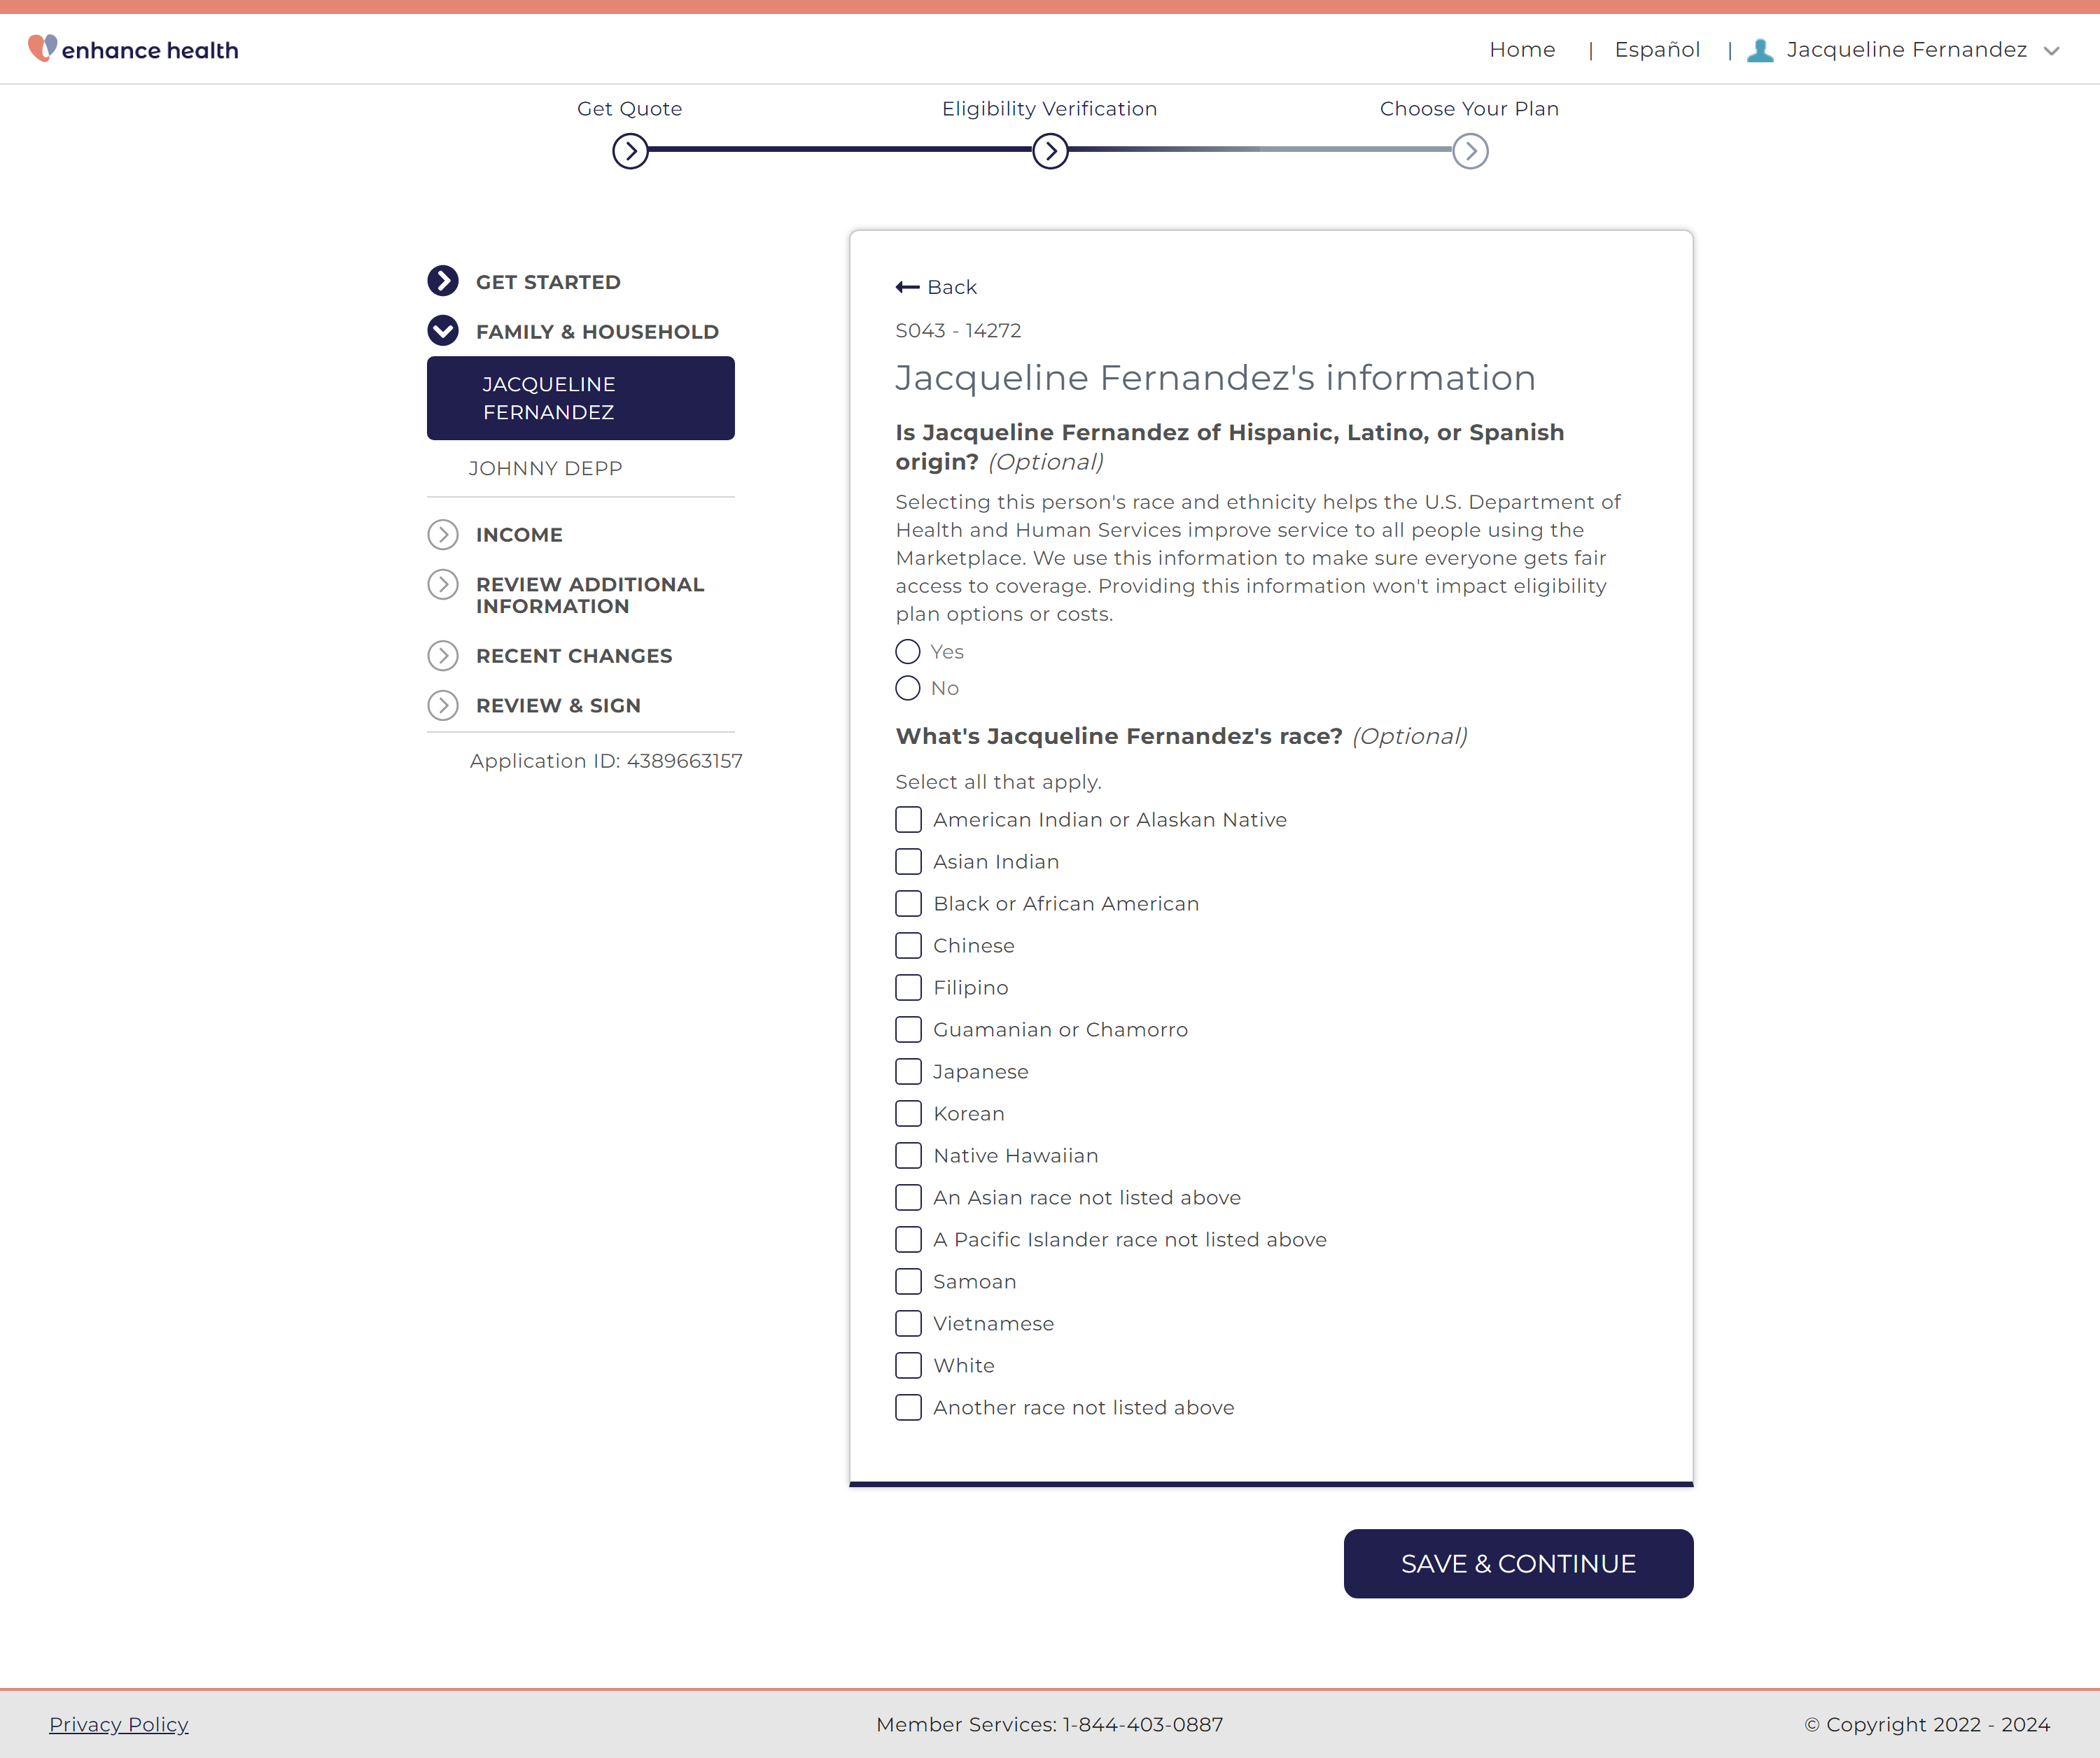 enhance health
Home | Español | Jacqueline Fernandez
Get Quote
Eligibility Verification
Choose Your Plan
GET STARTED
FAMILY & HOUSEHOLD
JACQUELINE
FERNANDEZ
JOHNNY DEPP
INCOME
REVIEW ADDITIONAL
INFORMATION
RECENT CHANGES
REVIEW & SIGN
Application ID: 4389663157
Back
S043 - 14272
Jacqueline Fernandez's information
Is Jacqueline Fernandez of Hispanic, Latino, or Spanish
origin? (Optional)
Selecting this person's race and ethnicity helps the U.S. Department of
Health and Human Services improve service to all people using the
Marketplace. We use this information to make sure everyone gets fair
access to coverage. Providing this information won't impact eligibility
plan options or costs.
Yes
No
What's Jacqueline Fernandez's race? (Optional)
Select all that apply.
American Indian or Alaskan Native
Asian Indian
Black or African American
Chinese
Filipino
Guamanian or Chamorro
Japanese
Korean
Native Hawaiian
An Asian race not listed above
A Pacific Islander race not listed above
Samoan
Vietnamese
White
Another race not listed above
SAVE & CONTINUE
Privacy Policy
Member Services: 1-844-403-0887
© Copyright 2022 - 2024